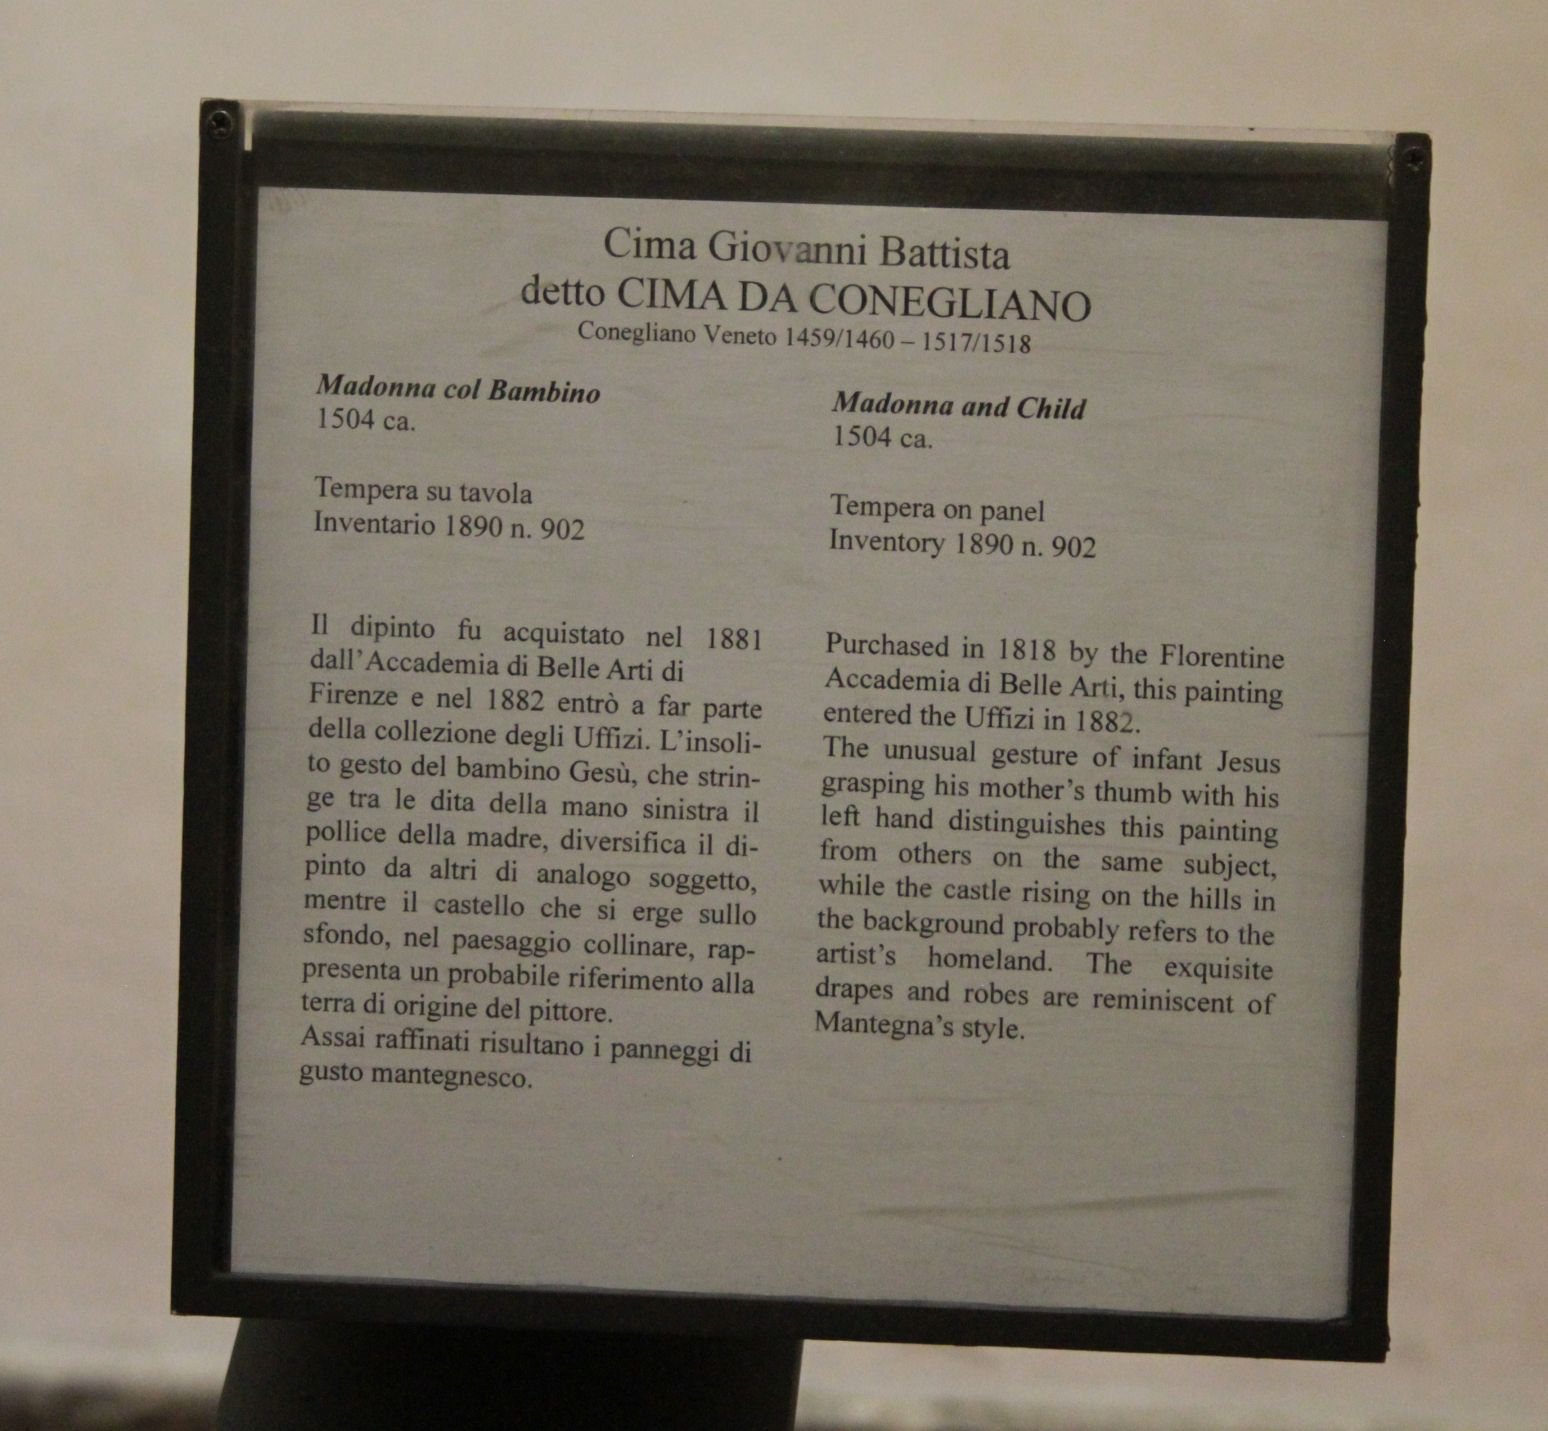 Cima Giovanni Battista
detto CIMA DA CONEGLIANO
Conegliano Veneto 1459/1460 – 1517/1518
Madonna col Bambino
1504 ca.
Tempera su tavola
Inventario 1890 n. 902
Il dipinto fu acquistato nel 1881
dall'Accademia di Belle Arti di
Firenze e nel 1882 entrò a far parte
della collezione degli Uffizi. L'insoli-
to gesto del bambino Gesù, che strin-
ge tra le dita della mano sinistra il
pollice della madre, diversifica il di-
pinto da altri di analogo soggetto,
mentre il castello che si erge sullo
sfondo, nel paesaggio collinare, rap-
presenta un probabile riferimento alla
terra di origine del pittore.
Assai raffinati risultano i panneggi di
gusto mantegnesco.
Madonna and Child
1504 ca.
Tempera on panel
Inventory 1890 n. 902
Purchased in 1818 by the Florentine
Accademia di Belle Arti, this painting
entered the Uffizi in 1882.
The unusual gesture of infant Jesus
grasping his mother's thumb with his
left hand distinguishes this painting
from others on the same subject,
while the castle rising on the hills in
the background probably refers to the
artist's homeland. The exquisite
drapes and robes are reminiscent of
Mantegna's style.